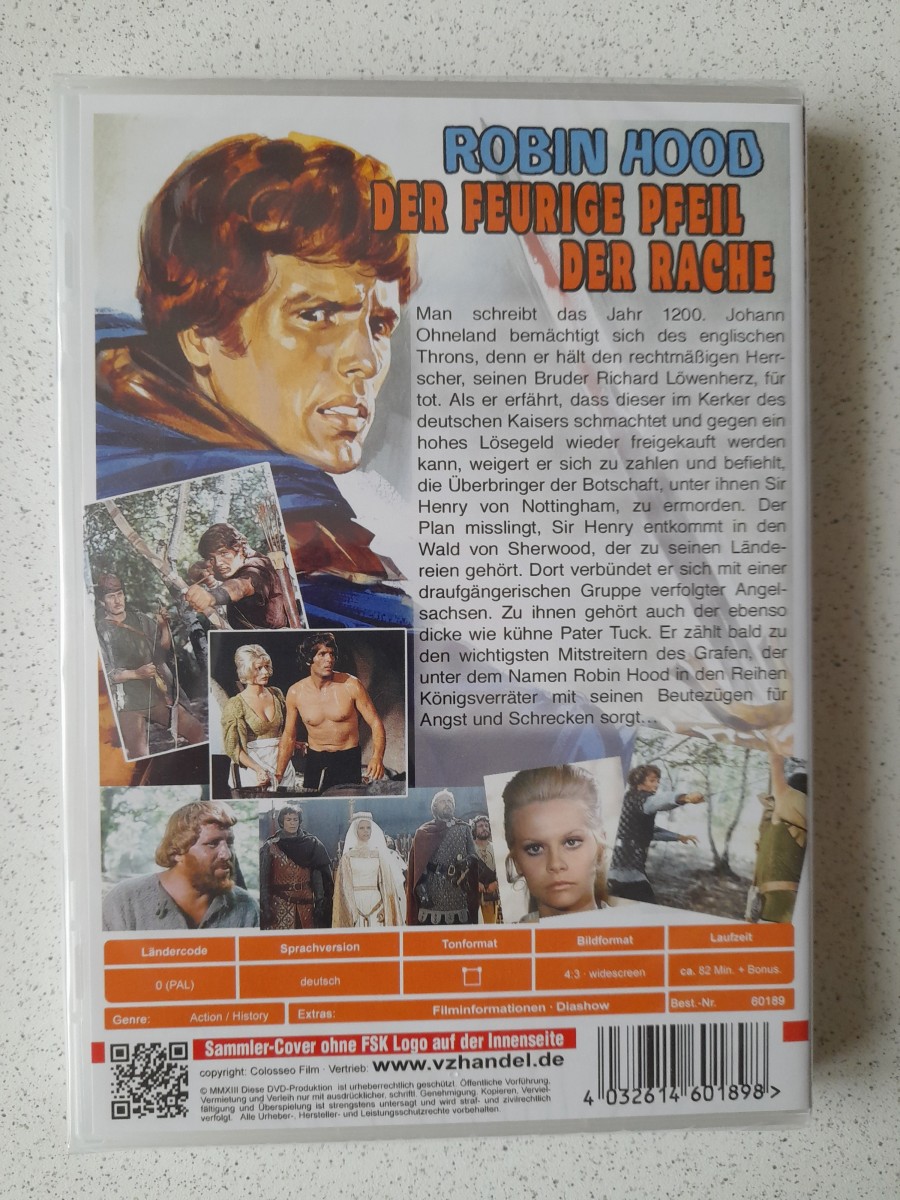 ROBIN HOOD
DER FEURIGE PFEIL
DER RACHE
Man schreibt das Jahr 1200. Johann
Ohneland bemächtigt sich des englischen
Throns, denn er hält den rechtmäßigen Herr-
scher, seinen Bruder Richard Löwenherz, für
tot. Als er erfährt, dass dieser im Kerker des
deutschen Kaisers schmachtet und gegen ein
hohes Lösegeld wieder freigekauft werden
kann, weigert er sich zu zahlen und befiehlt,
die Überbringer der Botschaft, unter ihnen Sir
Henry von Nottingham, zu ermorden. Der
Plan misslingt, Sir Henry entkommt in den
Wald von Sherwood, der zu seinen Lände-
reien gehört. Dort verbündet er sich mit einer
draufgängerischen Gruppe verfolgter Angel-
sachsen. Zu ihnen gehört auch der ebenso
dicke wie kühne Pater Tuck. Er zählt bald zu
den wichtigsten Mitstreitern des Grafen, der
unter dem Namen Robin Hood in den Reihen
Königsverräter mit seinen Beutezügen für
Angst und Schrecken sorgt...
Ländercode Sprachversion Tonformat Bildformat Laufzeit
0 (PAL) deutsch 4:3 · widescreen ca. 82 Min. + Bonus.
Genre: Action / History Extras: Filminformationen · Diashow Best.-Nr. 60189
Sammler-Cover ohne FSK Logo auf der Innenseite
copyright: Colosseo Film · Vertrieb: www.vzhandel.de
© MMXIII Diese DVD-Produktion ist urheberrechtlich geschützt. Öffentliche Vorführung,
Vermietung und Verleih nur mit ausdrücklicher, schriftl. Genehmigung. Kopieren, Verviel-
fältigung und Überspielung ist strengstens untersagt und wird straf- und zivilrechtlich
verfolgt. Alle Urheber-, Hersteller- und Leistungsschutzrechte vorbehalten.
4 032614 601898 >